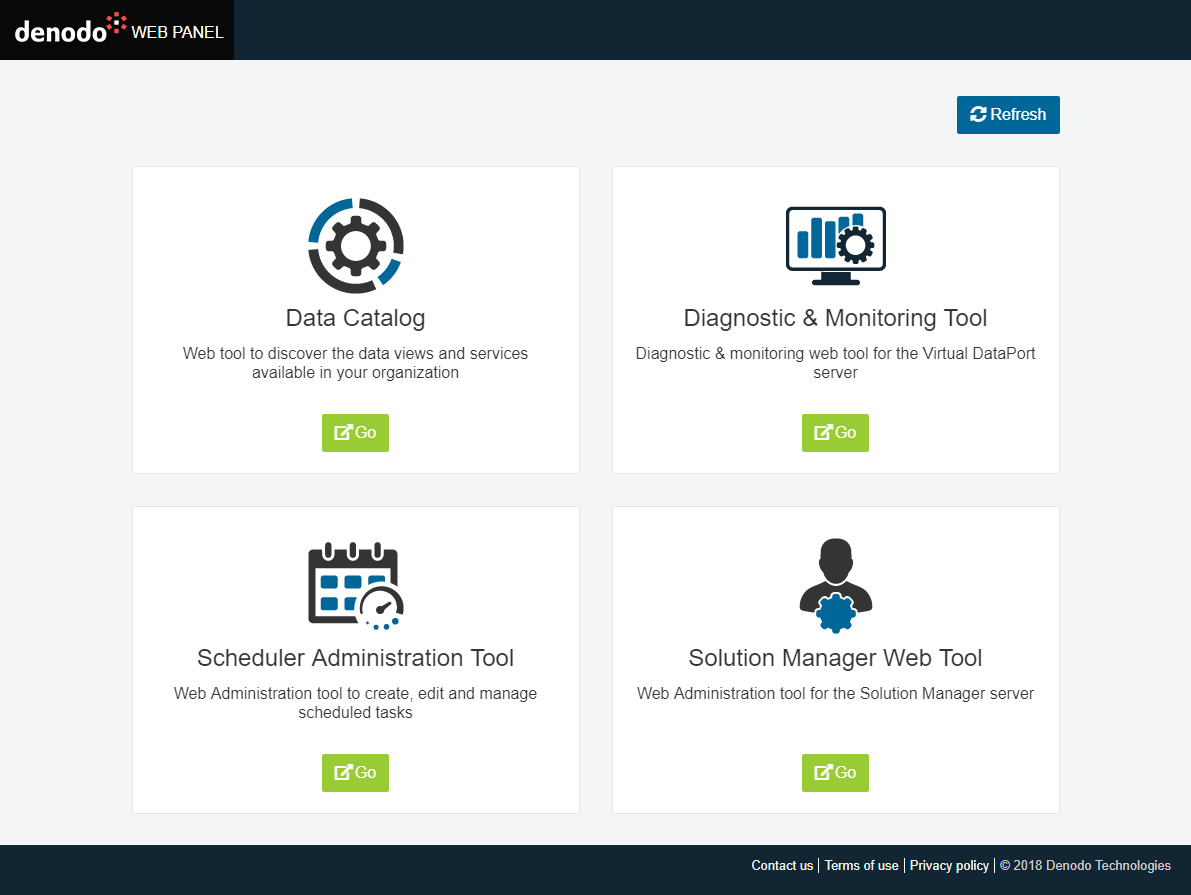 denodo WEB PANEL
Refresh
Data Catalog
Web tool to discover the data views and services
available in your organization
Go
Diagnostic & Monitoring Tool
Diagnostic & monitoring web tool for the Virtual DataPort
server
Go
Scheduler Administration Tool
Web Administration tool to create, edit and manage
scheduled tasks
Go
Solution Manager Web Tool
Web Administration tool for the Solution Manager server
Go
Contact us | Terms of use | Privacy policy | © 2018 Denodo Technologies